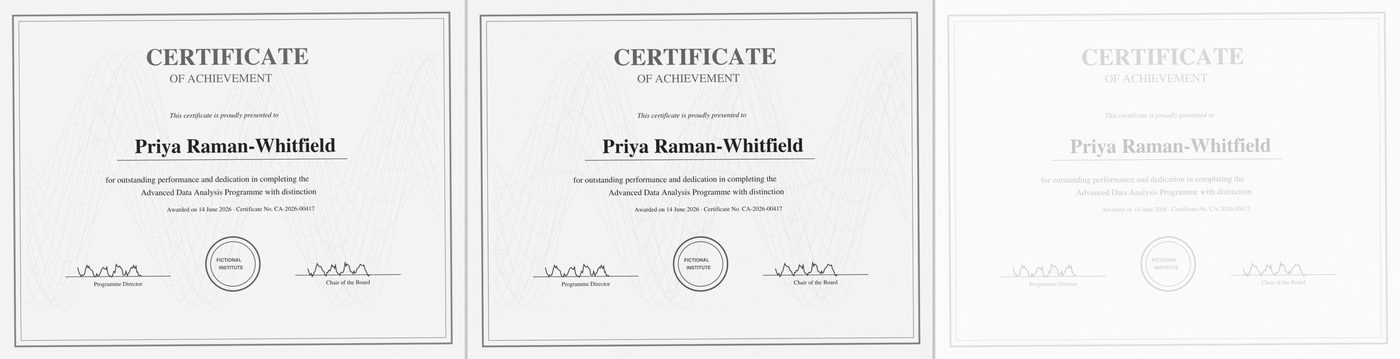 CERTIFICATE
OF ACHIEVEMENT
This certificate is proudly presented to
Priya Raman-Whitfield
for outstanding performance and dedication in completing the
Advanced Data Analysis Programme with distinction
Awarded on 14 June 2026 · Certificate No. CA-2026-00417
FICTIONAL
INSTITUTE
Programme Director
Chair of the Board
CERTIFICATE
OF ACHIEVEMENT
This certificate is proudly presented to
Priya Raman-Whitfield
for outstanding performance and dedication in completing the
Advanced Data Analysis Programme with distinction
Awarded on 14 June 2026 · Certificate No. CA-2026-00417
FICTIONAL
INSTITUTE
Programme Director
Chair of the Board
CERTIFICATE
OF ACHIEVEMENT
This certificate is proudly presented to
Priya Raman-Whitfield
for outstanding performance and dedication in completing the
Advanced Data Analysis Programme with distinction
Awarded on 14 June 2026 · Certificate No. CA-2026-00417
FICTIONAL
INSTITUTE
Programme Director
Chair of the Board